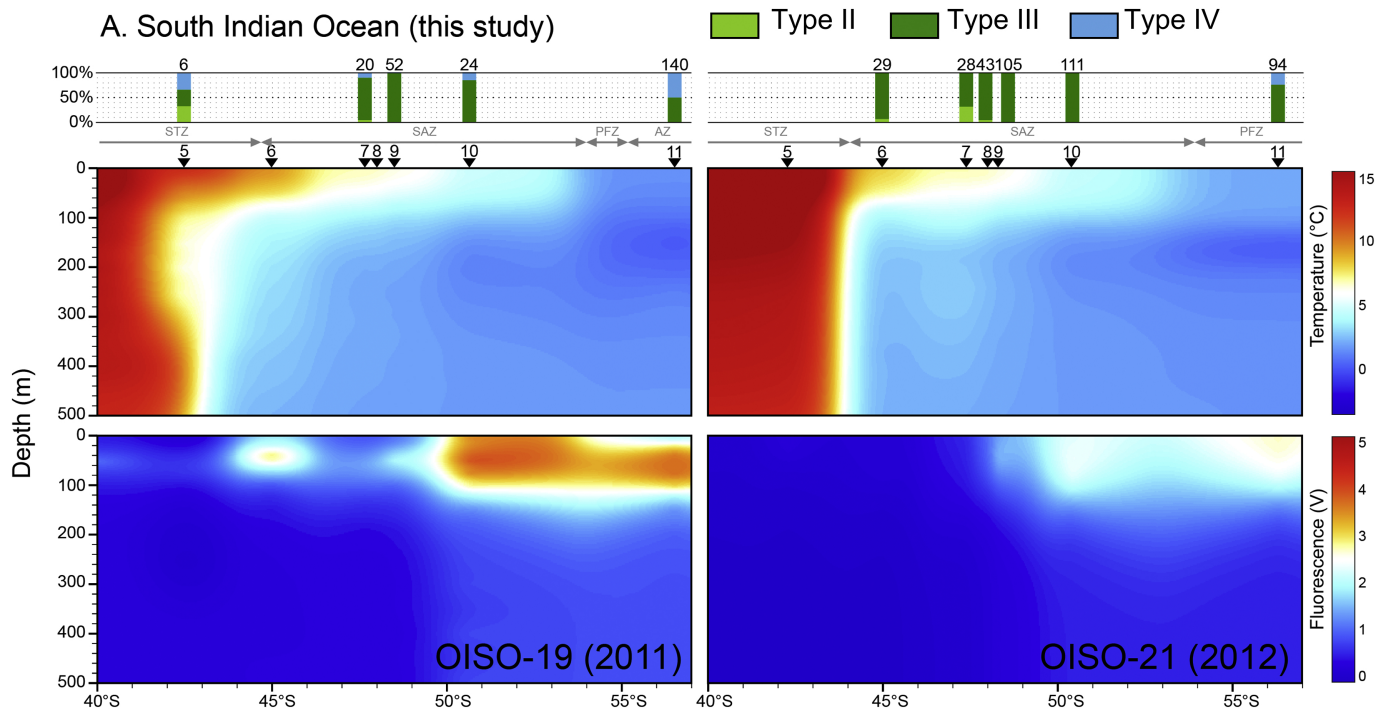 A. South Indian Ocean (this study)
Type II Type III Type IV
6 20 52 24 140
29 28 43 105 111 94
100%
50%
0%
STZ SAZ PFZ AZ
STZ SAZ PFZ
5 6 7 8 9 10 11
5 6 7 8 9 10 11
0
100
200
300
400
500
15
10
5
0
Temperature (°C)
Depth (m)
0
100
200
300
400
500
OISO-19 (2011)
OISO-21 (2012)
5
4
3
2
1
0
Fluorescence (V)
40°S 45°S 50°S 55°S
40°S 45°S 50°S 55°S